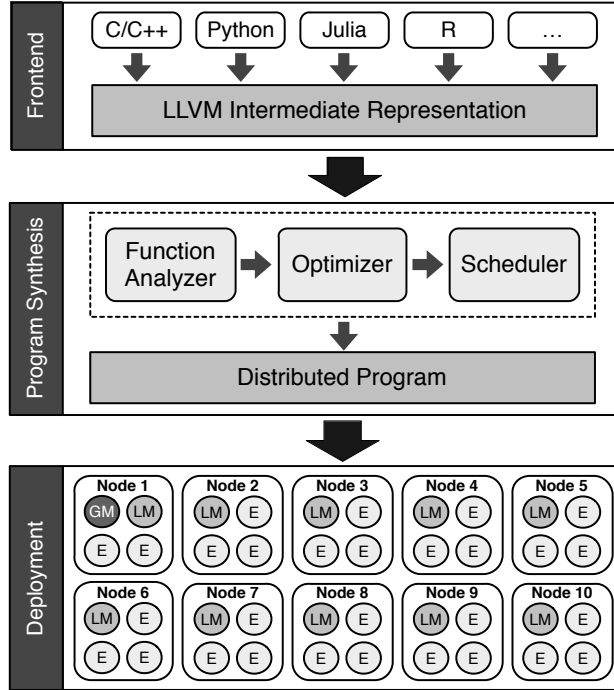 Frontend
C/C++ Python Julia R ...
LLVM Intermediate Representation
Program Synthesis
Function
Analyzer
Optimizer
Scheduler
Distributed Program
Deployment
Node 1 Node 2 Node 3 Node 4 Node 5
GM LM LM E LM E LM E LM E
E E E E E E E E E E
Node 6 Node 7 Node 8 Node 9 Node 10
LM E LM E LM E LM E LM E
E E E E E E E E E E